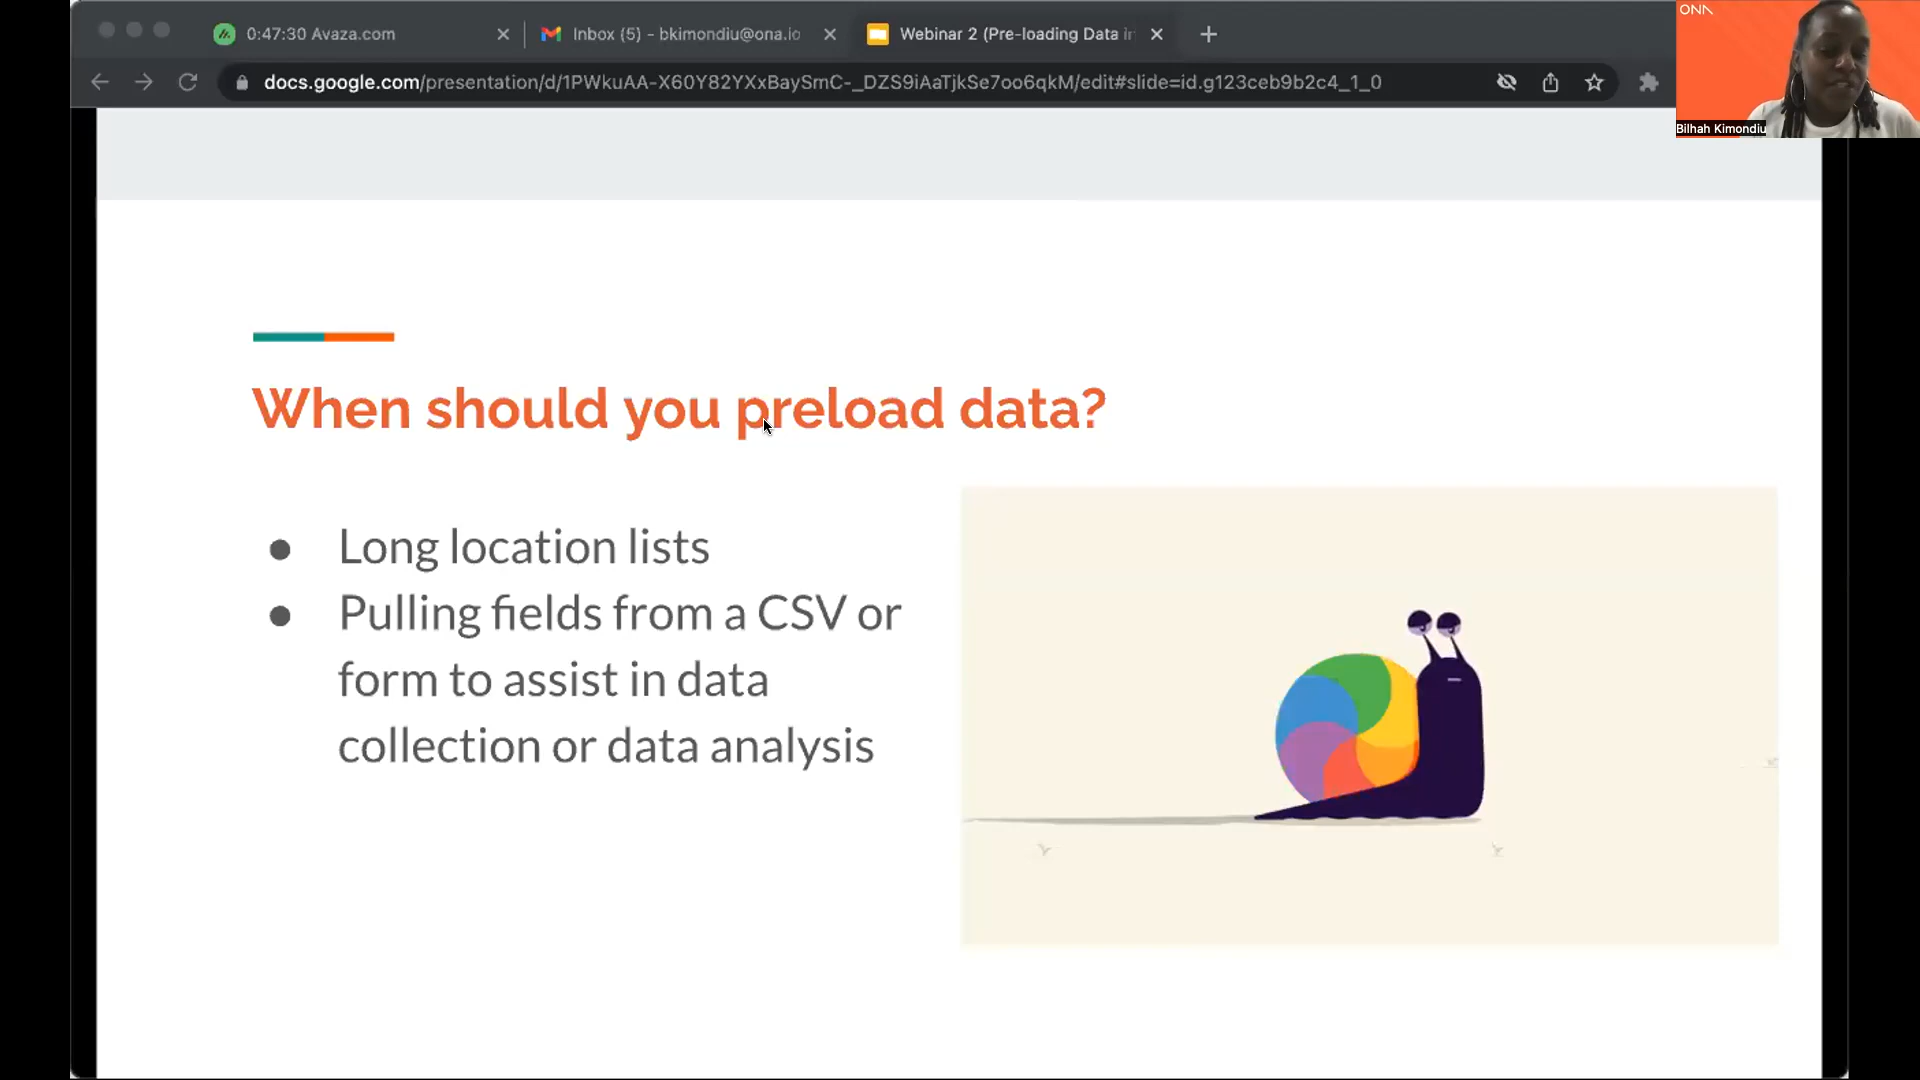 0:47:30 Avaza.com
Inbox (5) - bkimondiu@ona.io
Webinar 2 (Pre-loading Data in
docs.google.com/presentation/d/1PWkuAA-X60Y82YXxBaySmC-_DZS9iAaTjkSe7oo6qkM/edit#slide=id.g123ceb9b2c4_1_0
ONA
Bilhah Kimondiu
When should you preload data?
● Long location lists
● Pulling fields from a CSV or
form to assist in data
collection or data analysis